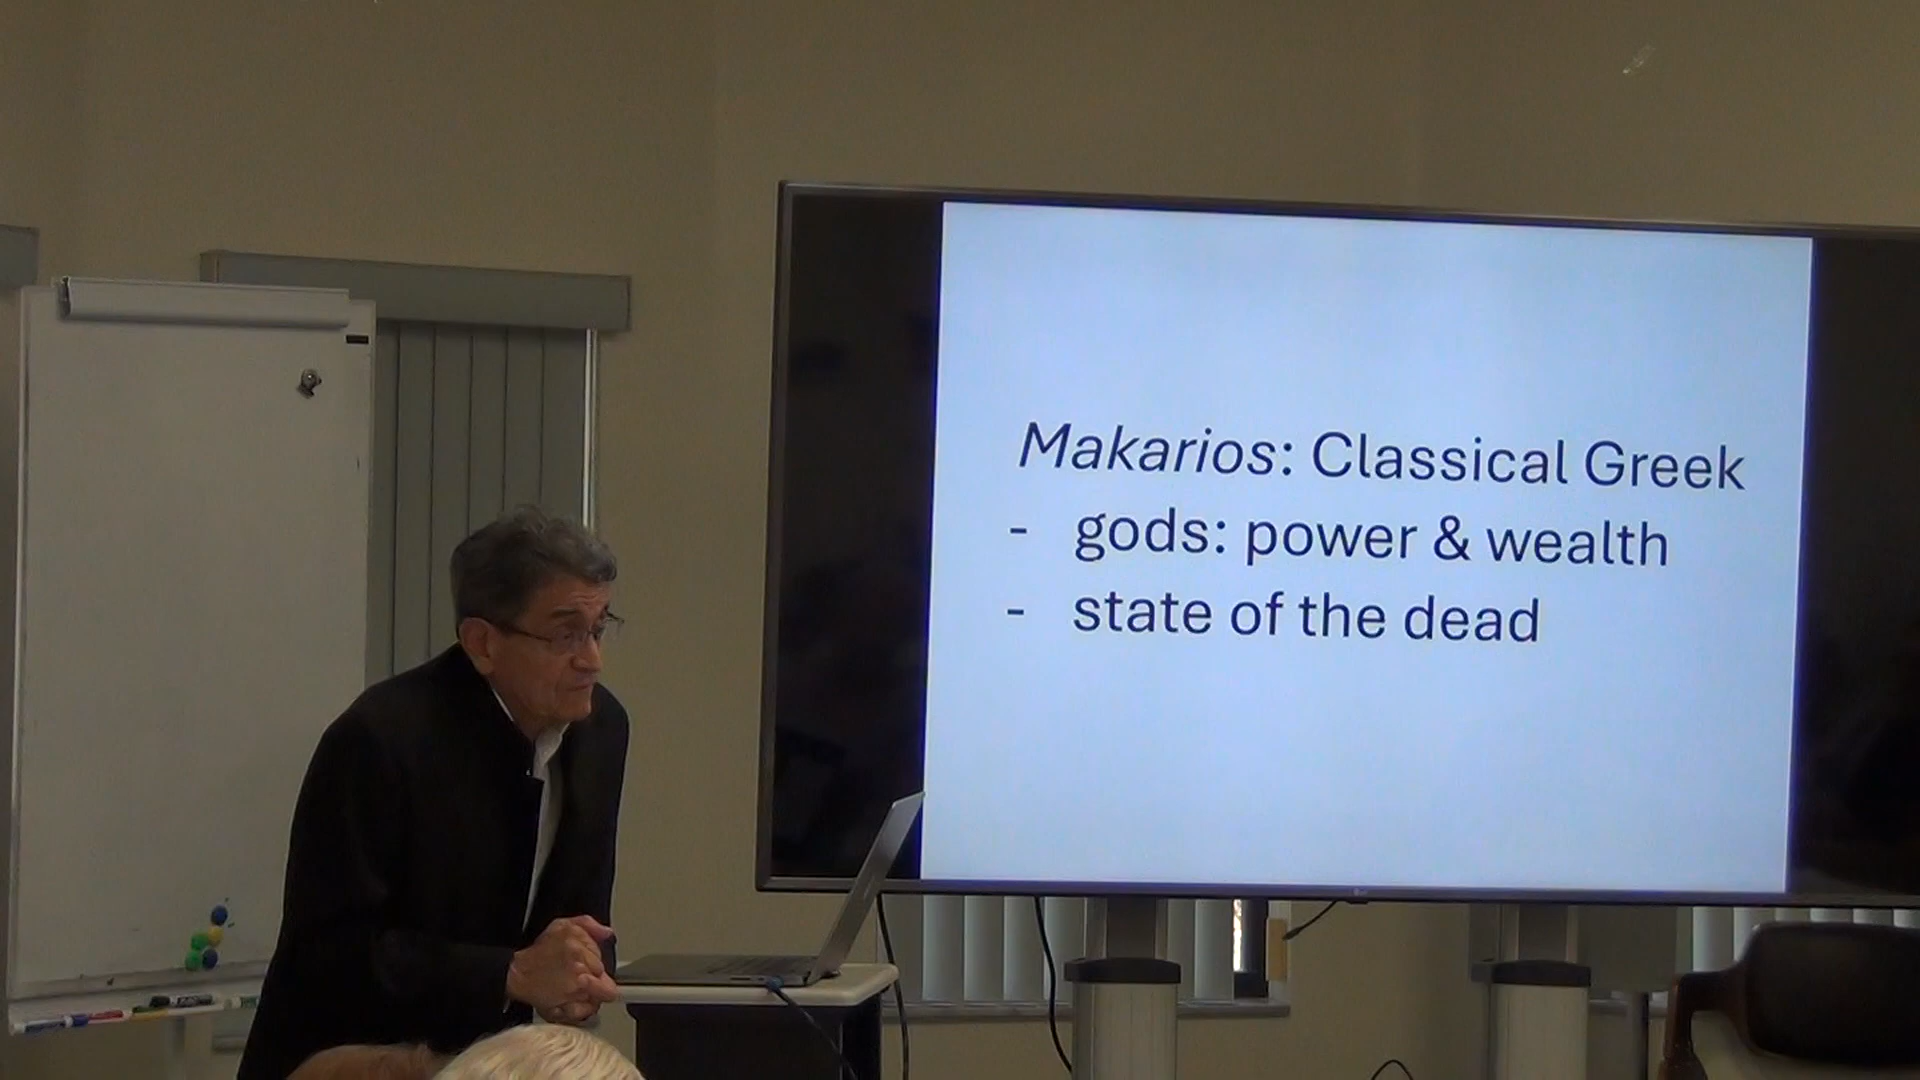 Makarios: Classical Greek
- gods: power & wealth
- state of the dead